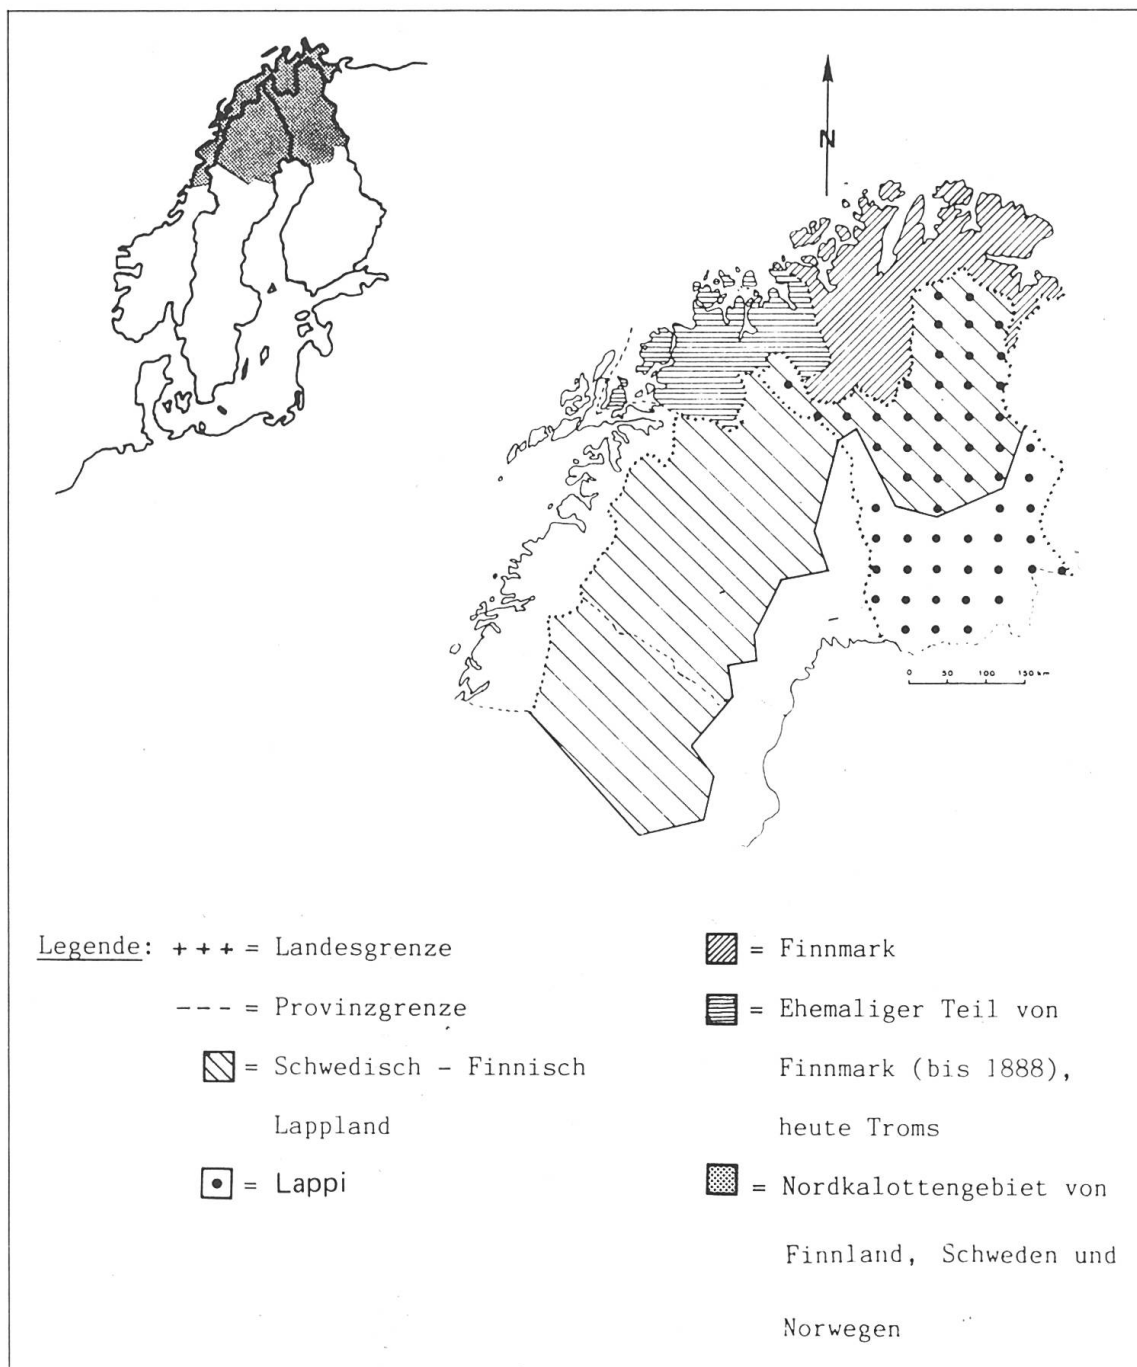 N
0 50 100 150 km
Legende: + + + = Landesgrenze
--- = Provinzgrenze
= Schwedisch - Finnisch
Lappland
= Lappi
= Finnmark
= Ehemaliger Teil von
Finnmark (bis 1888),
heute Troms
= Nordkalottengebiet von
Finnland, Schweden und
Norwegen